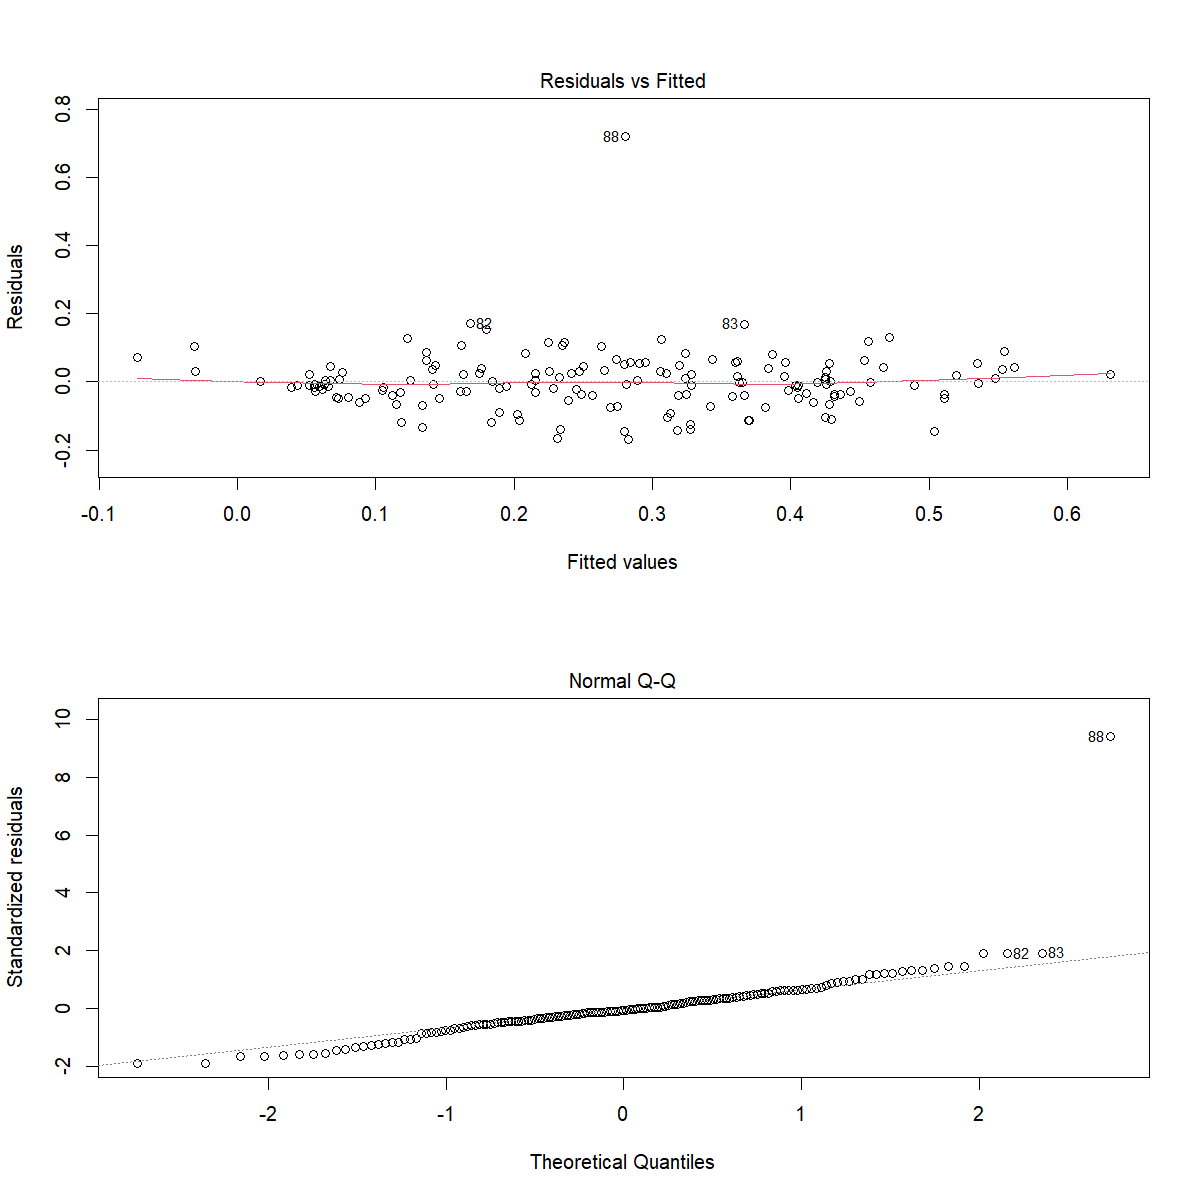 Residuals vs Fitted
Residuals
0.8
0.6
0.4
0.2
0.0
-0.2
88
82
83
-0.1 0.0 0.1 0.2 0.3 0.4 0.5 0.6
Fitted values
Normal Q-Q
Standardized residuals
10
8
6
4
2
0
-2
88
82
83
-2 -1 0 1 2
Theoretical Quantiles